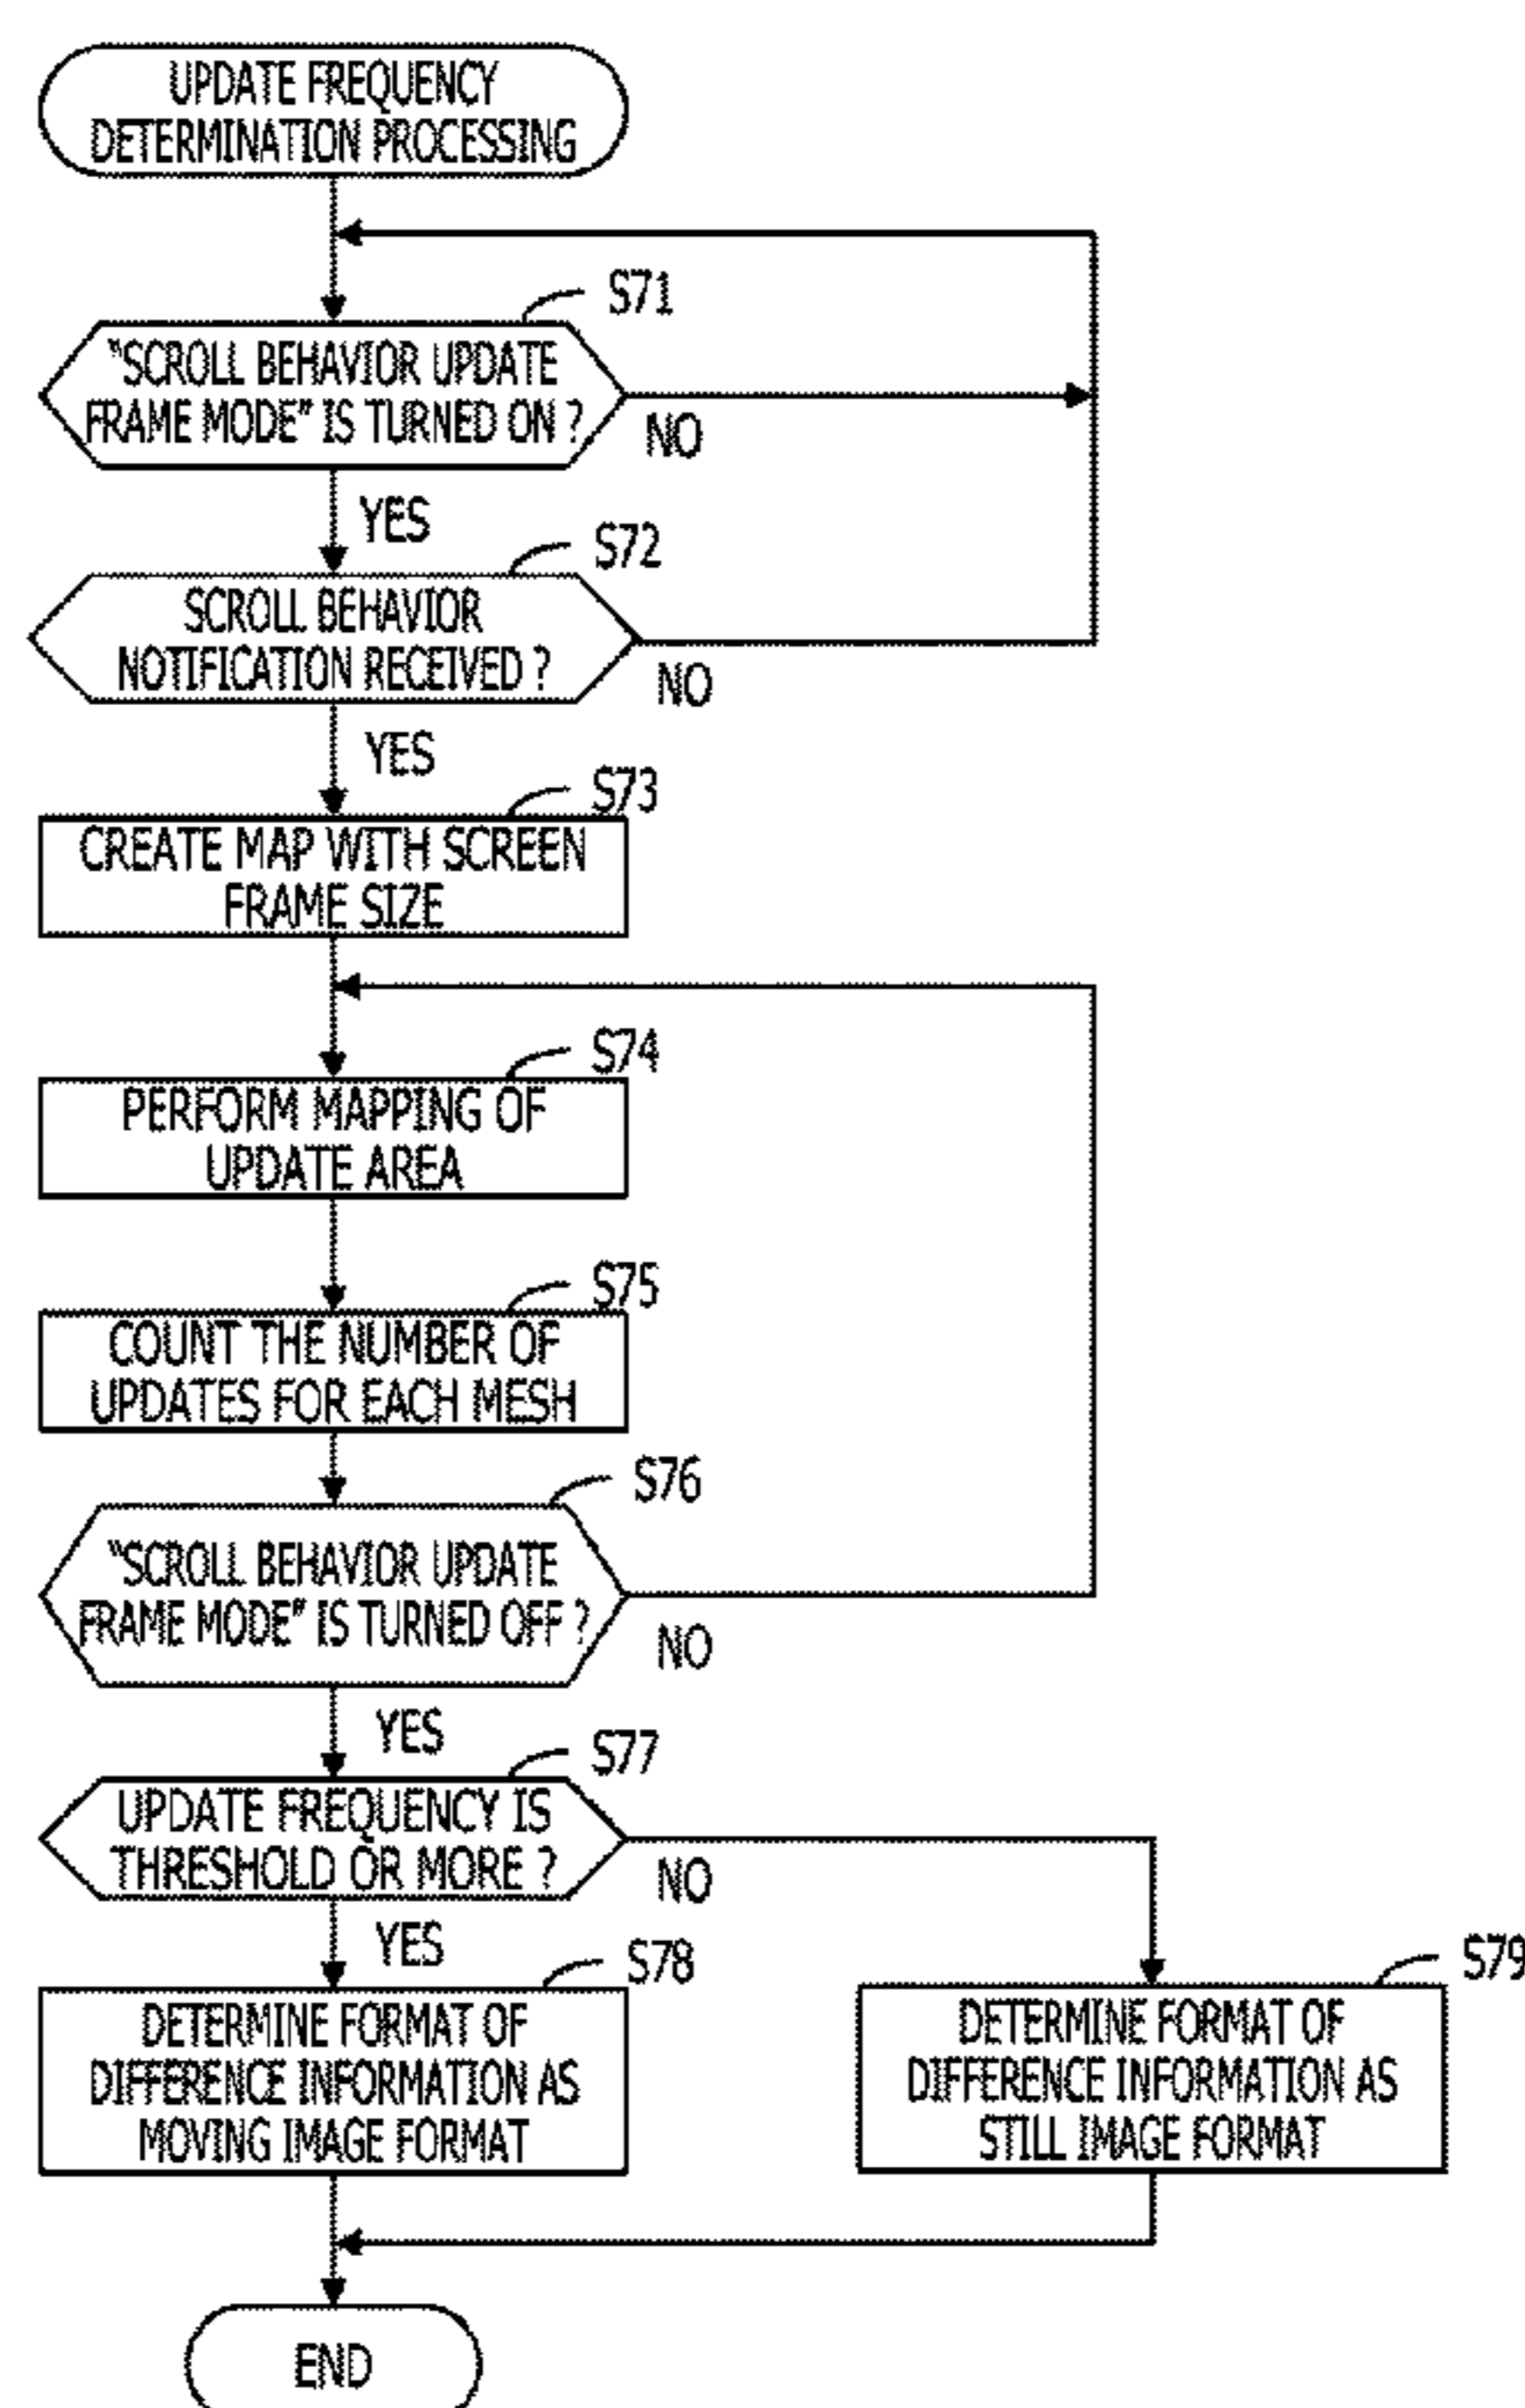 UPDATE FREQUENCY
DETERMINATION PROCESSING
S71
"SCROLL BEHAVIOR UPDATE
FRAME MODE" IS TURNED ON ?
NO
YES
S72
SCROLL BEHAVIOR
NOTIFICATION RECEIVED ?
NO
YES
S73
CREATE MAP WITH SCREEN
FRAME SIZE
S74
PERFORM MAPPING OF
UPDATE AREA
S75
COUNT THE NUMBER OF
UPDATES FOR EACH MESH
S76
"SCROLL BEHAVIOR UPDATE
FRAME MODE" IS TURNED OFF ?
NO
YES
S77
UPDATE FREQUENCY IS
THRESHOLD OR MORE ?
NO
YES
S78
DETERMINE FORMAT OF
DIFFERENCE INFORMATION AS
MOVING IMAGE FORMAT
S79
DETERMINE FORMAT OF
DIFFERENCE INFORMATION AS
STILL IMAGE FORMAT
END